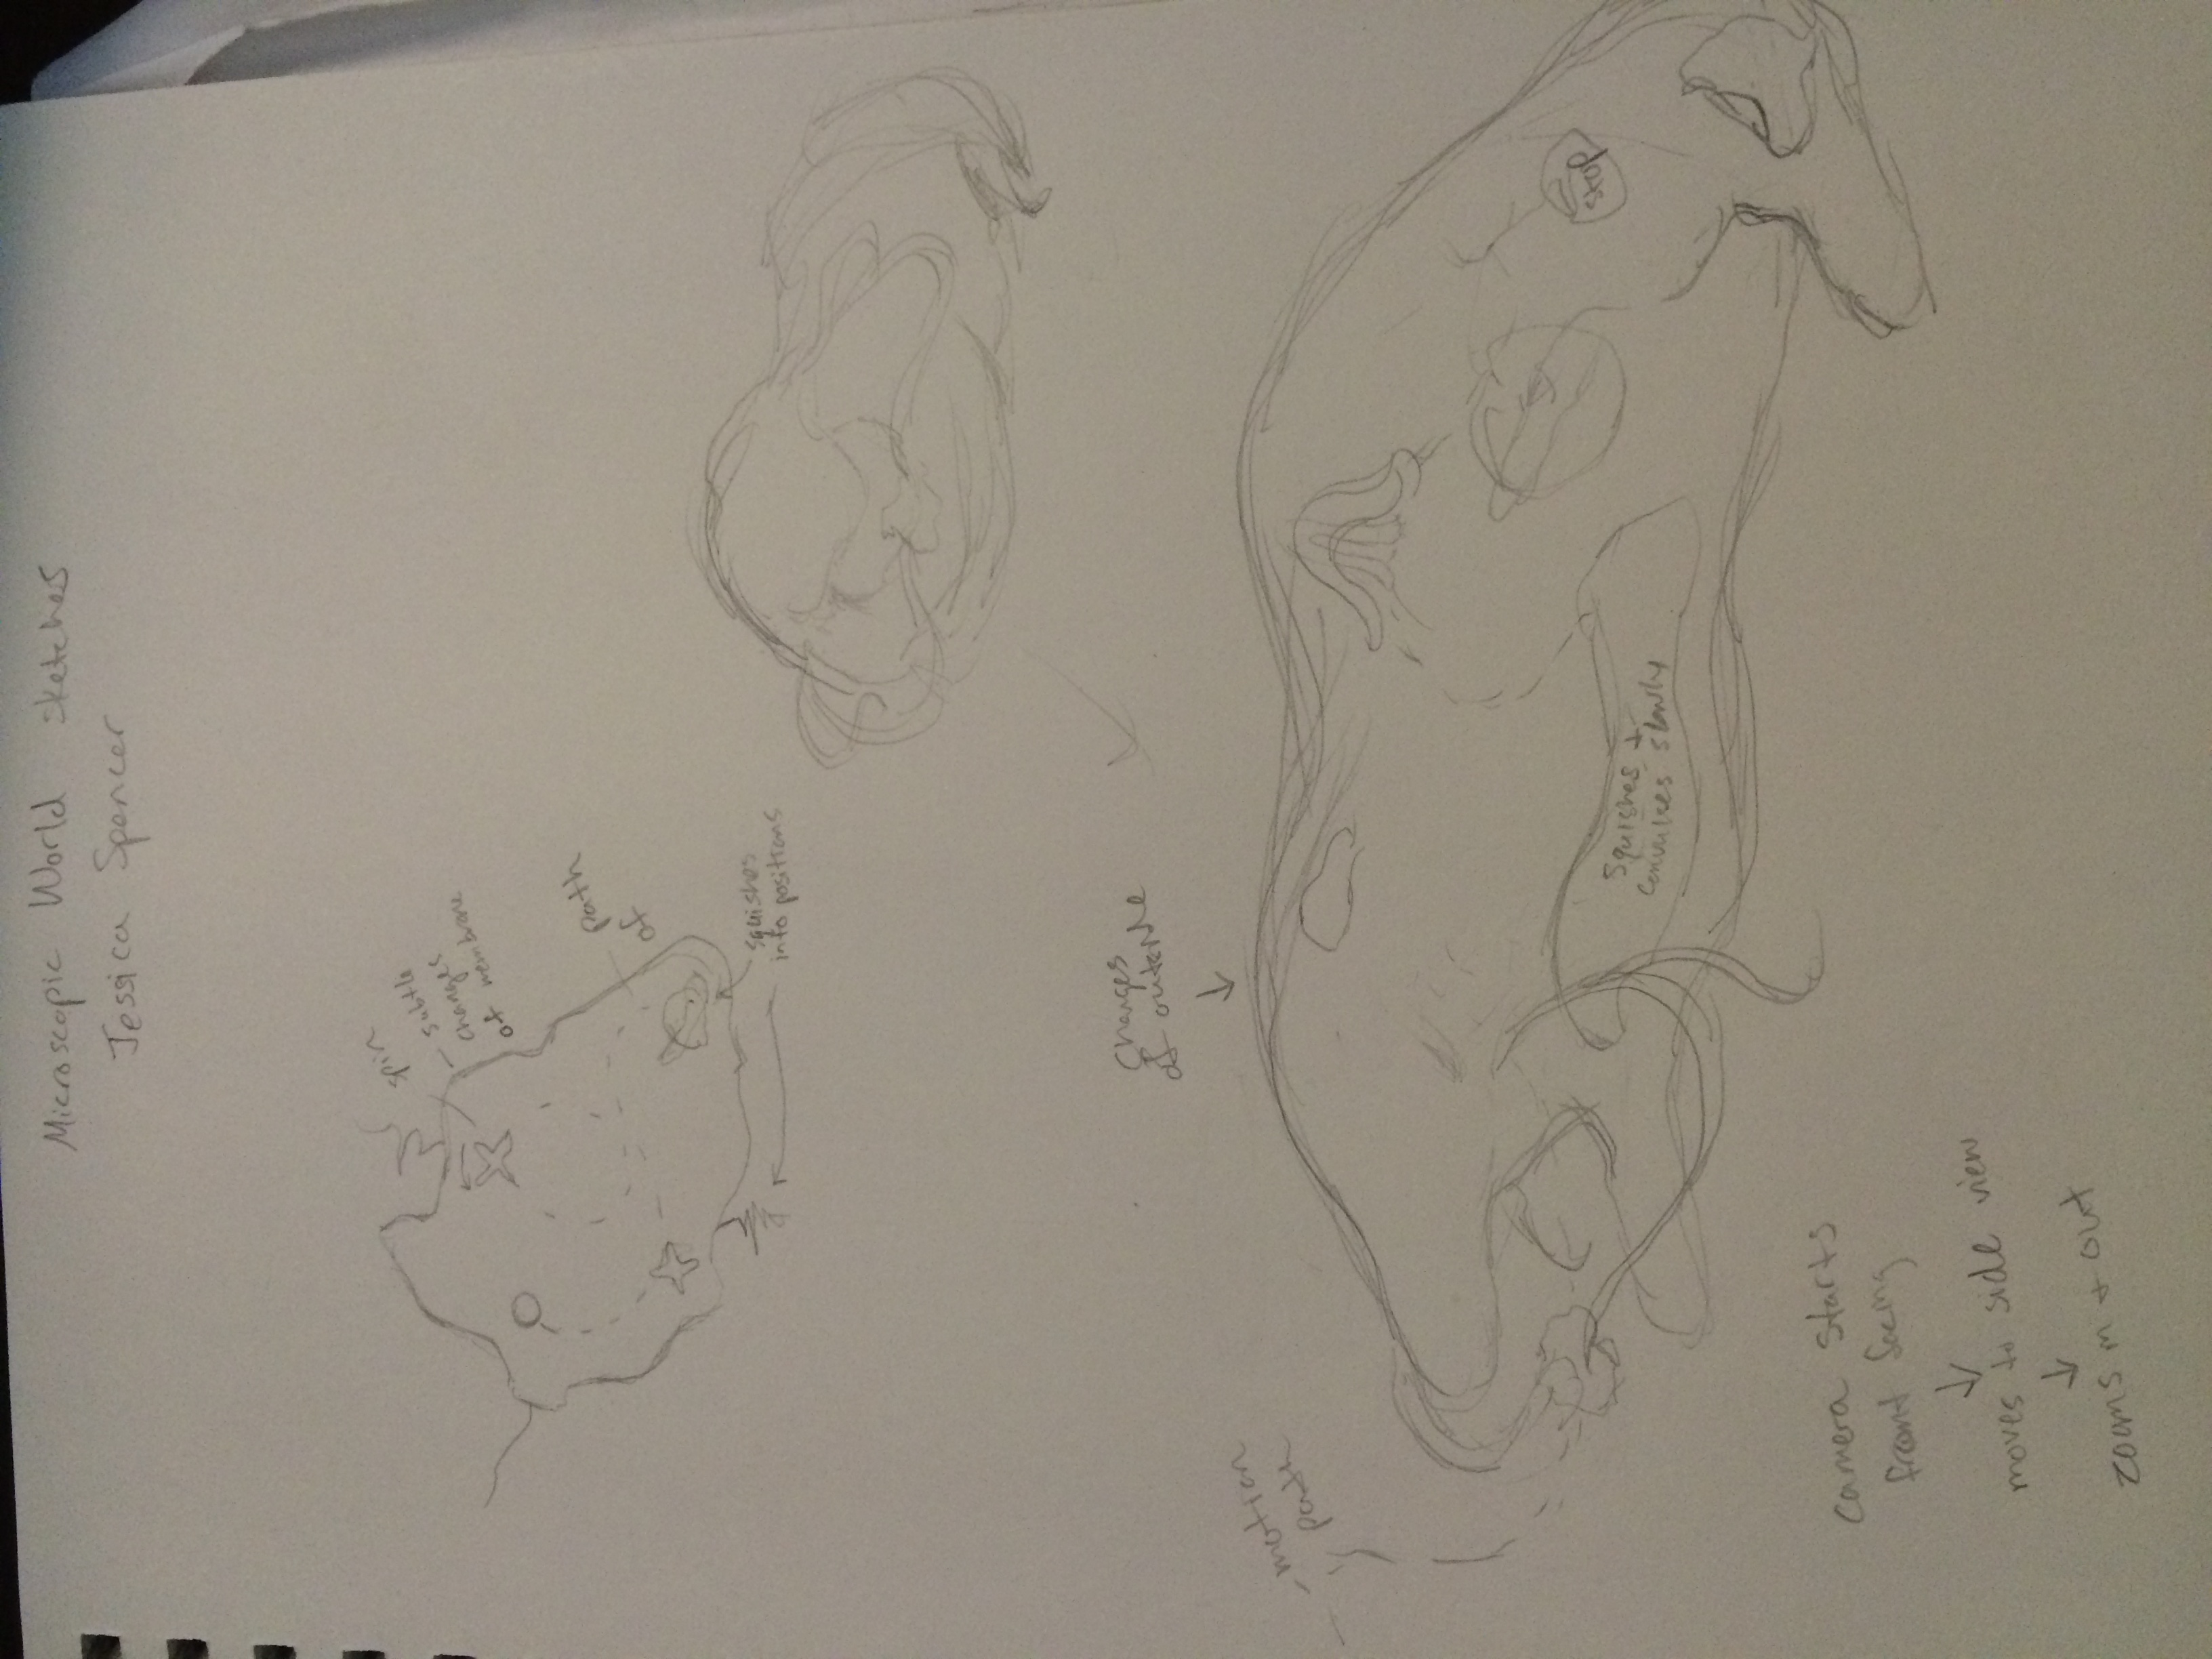 Microscopic World sketches
Jessica Spencer
spin
subtle
changes
of membrane
path
of
squishes
into positions
changes
of outside
motion
path
stop
Squishes +
convulses slowly
camera starts
front facing
moves to side view
zooms in + out